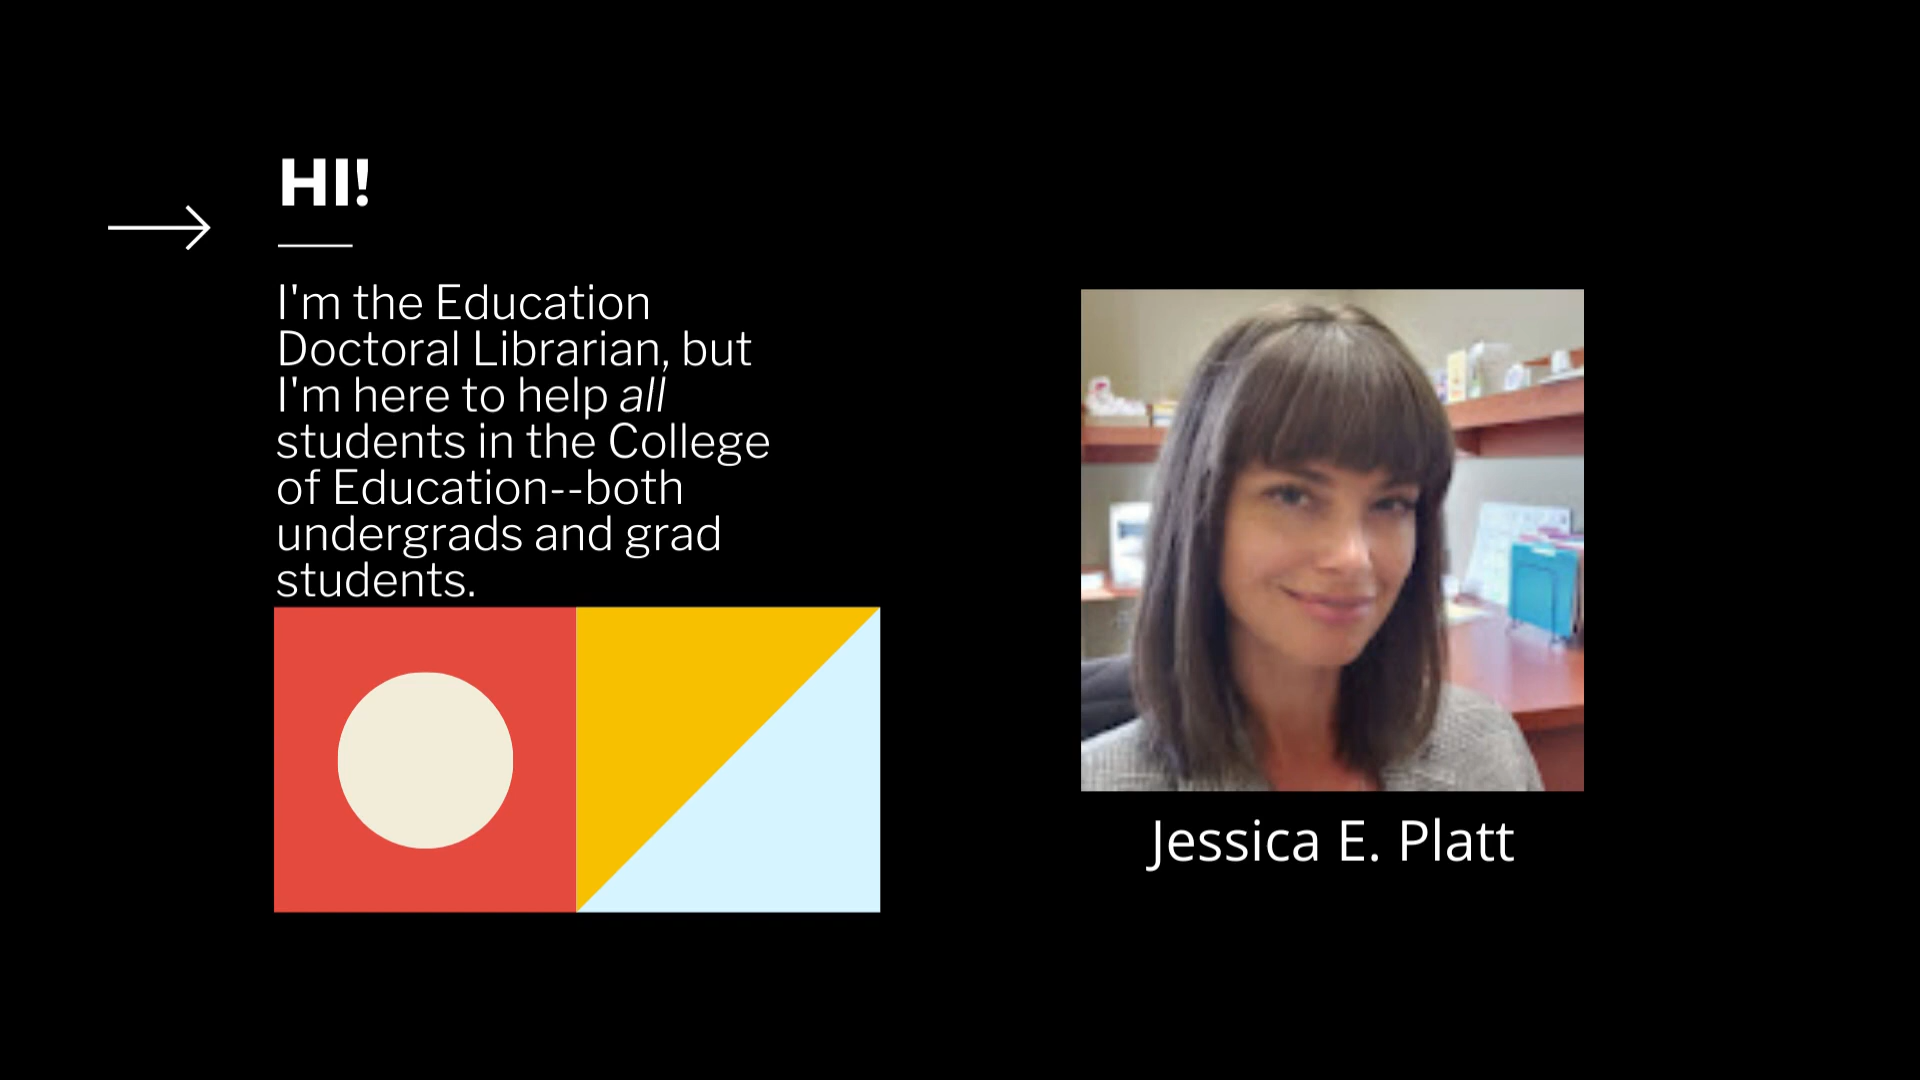 HI!
I'm the Education
Doctoral Librarian, but
I'm here to help all
students in the College
of Education--both
undergrads and grad
students.
Jessica E. Platt